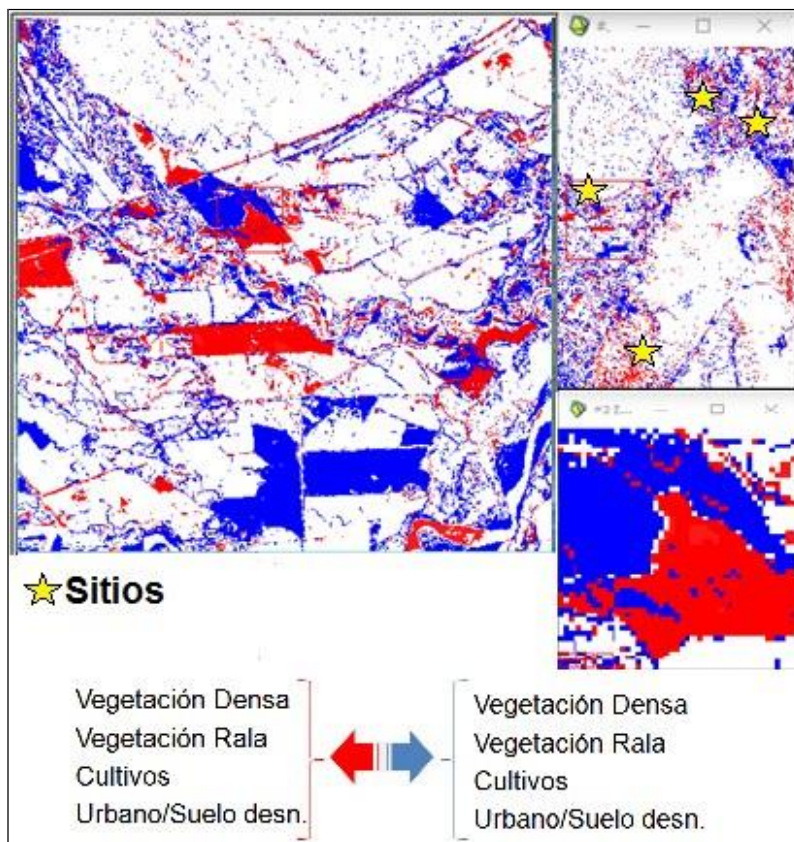 Sitios
Vegetación Densa
Vegetación Rala
Cultivos
Urbano/Suelo desn.
Vegetación Densa
Vegetación Rala
Cultivos
Urbano/Suelo desn.